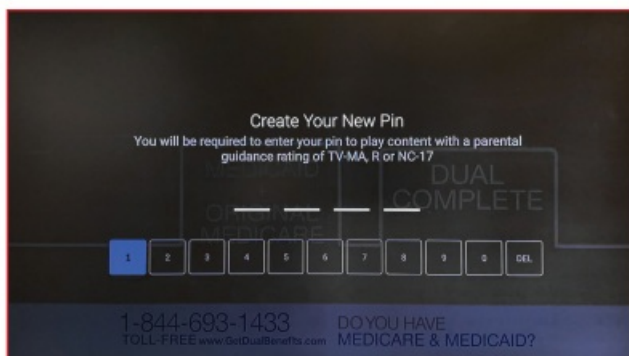 Create Your New Pin
You will be required to enter your pin to play content with a parental
guidance rating of TV-MA, R or NC-17
MEDICAID
DUAL
COMPLETE
ORIGINAL
MEDICARE
1 2 3 4 5 6 7 8 9 0 DEL
1-844-693-1433
TOLL-FREE www.GetDualBenefits.com
DO YOU HAVE
MEDICARE & MEDICAID?